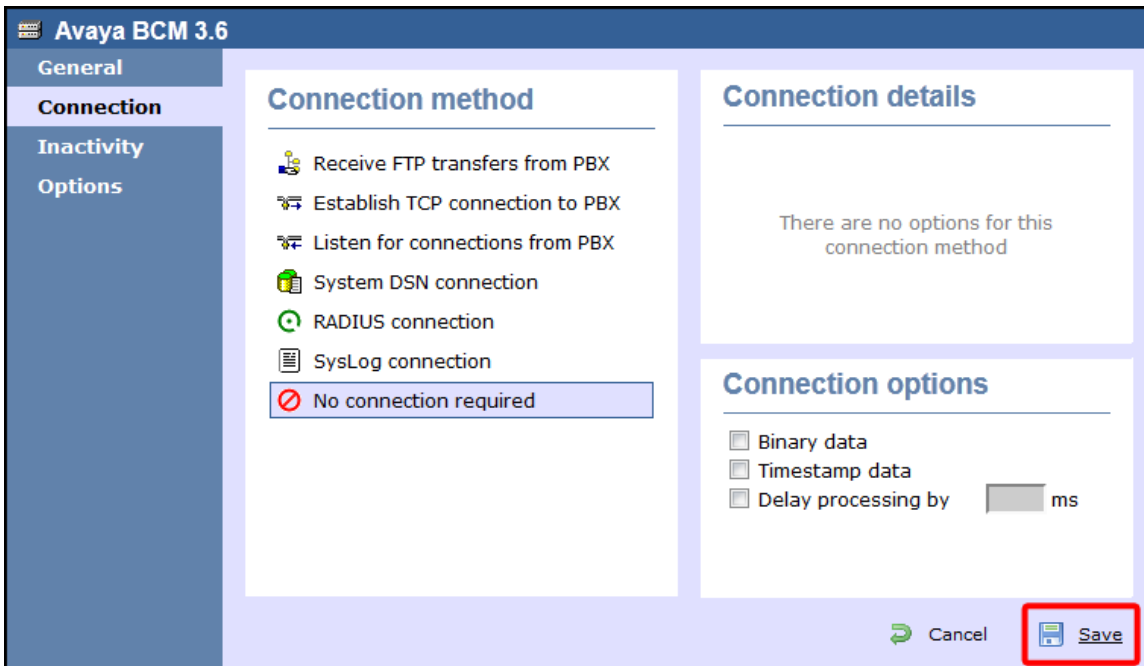 Avaya BCM 3.6
General
Connection
Inactivity
Options
Connection method
Receive FTP transfers from PBX
Establish TCP connection to PBX
Listen for connections from PBX
System DSN connection
RADIUS connection
SysLog connection
No connection required
Connection details
There are no options for this
connection method
Connection options
Binary data
Timestamp data
Delay processing by ms
Cancel
Save